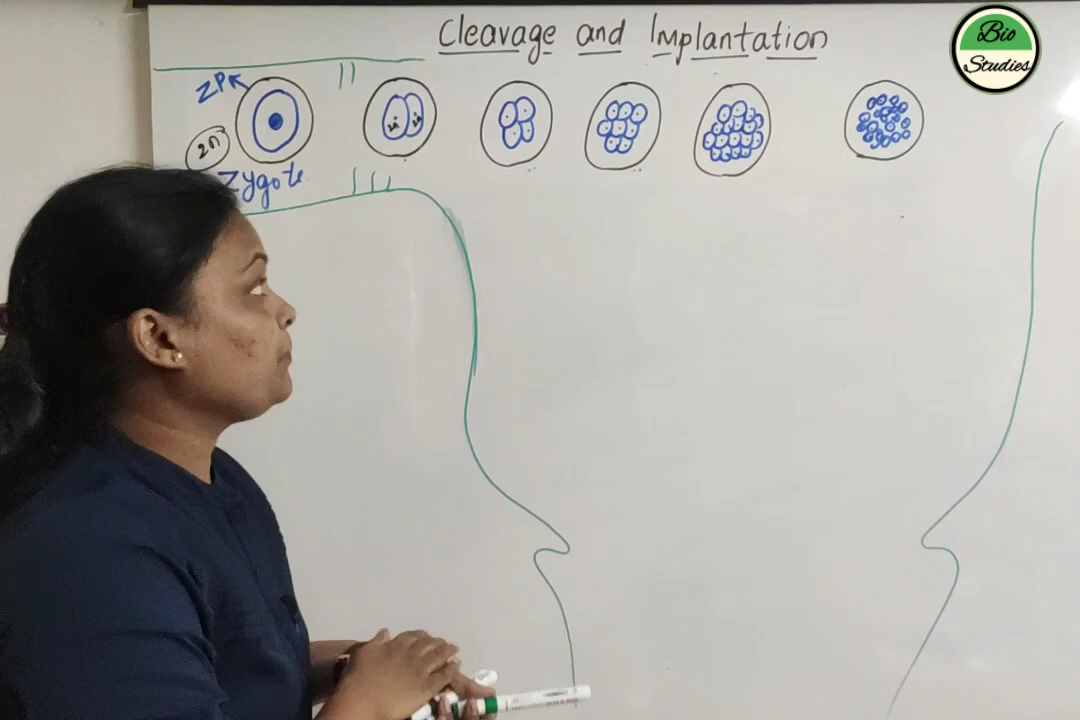 Cleavage and Implantation
Bio
Studies
ZP
2n
Zygote